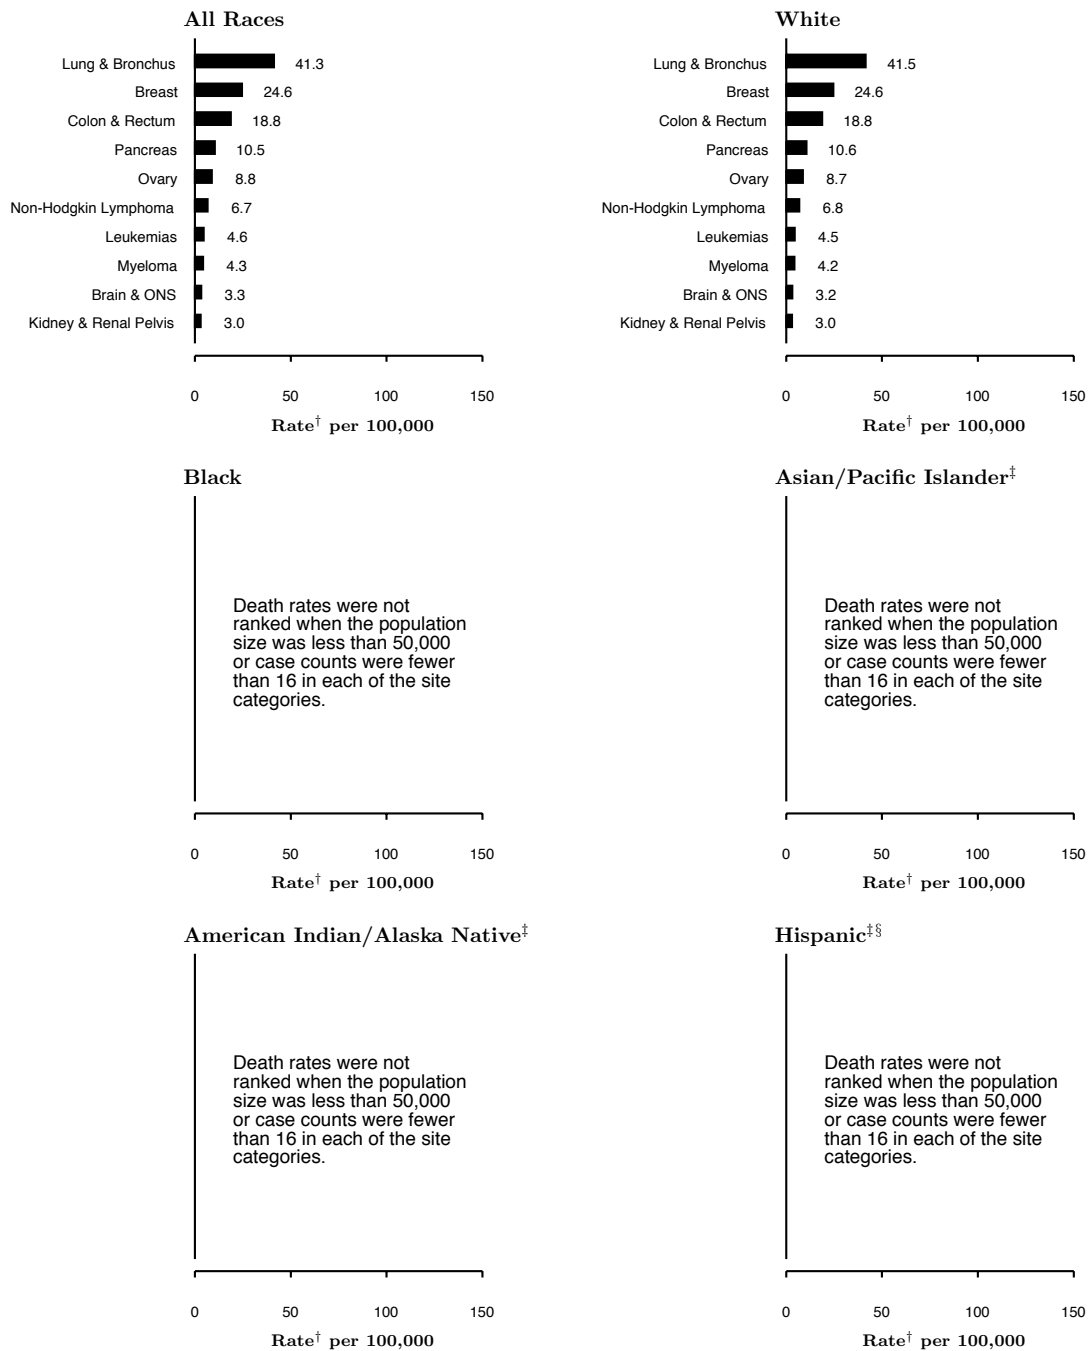 All Races
Lung & Bronchus 41.3
Breast 24.6
Colon & Rectum 18.8
Pancreas 10.5
Ovary 8.8
Non-Hodgkin Lymphoma 6.7
Leukemias 4.6
Myeloma 4.3
Brain & ONS 3.3
Kidney & Renal Pelvis 3.0
0 50 100 150
Rate† per 100,000
White
Lung & Bronchus 41.5
Breast 24.6
Colon & Rectum 18.8
Pancreas 10.6
Ovary 8.7
Non-Hodgkin Lymphoma 6.8
Leukemias 4.5
Myeloma 4.2
Brain & ONS 3.2
Kidney & Renal Pelvis 3.0
0 50 100 150
Rate† per 100,000
Black
Death rates were not
ranked when the population
size was less than 50,000
or case counts were fewer
than 16 in each of the site
categories.
0 50 100 150
Rate† per 100,000
Asian/Pacific Islander‡
Death rates were not
ranked when the population
size was less than 50,000
or case counts were fewer
than 16 in each of the site
categories.
0 50 100 150
Rate† per 100,000
American Indian/Alaska Native‡
Death rates were not
ranked when the population
size was less than 50,000
or case counts were fewer
than 16 in each of the site
categories.
0 50 100 150
Rate† per 100,000
Hispanic‡§
Death rates were not
ranked when the population
size was less than 50,000
or case counts were fewer
than 16 in each of the site
categories.
0 50 100 150
Rate† per 100,000